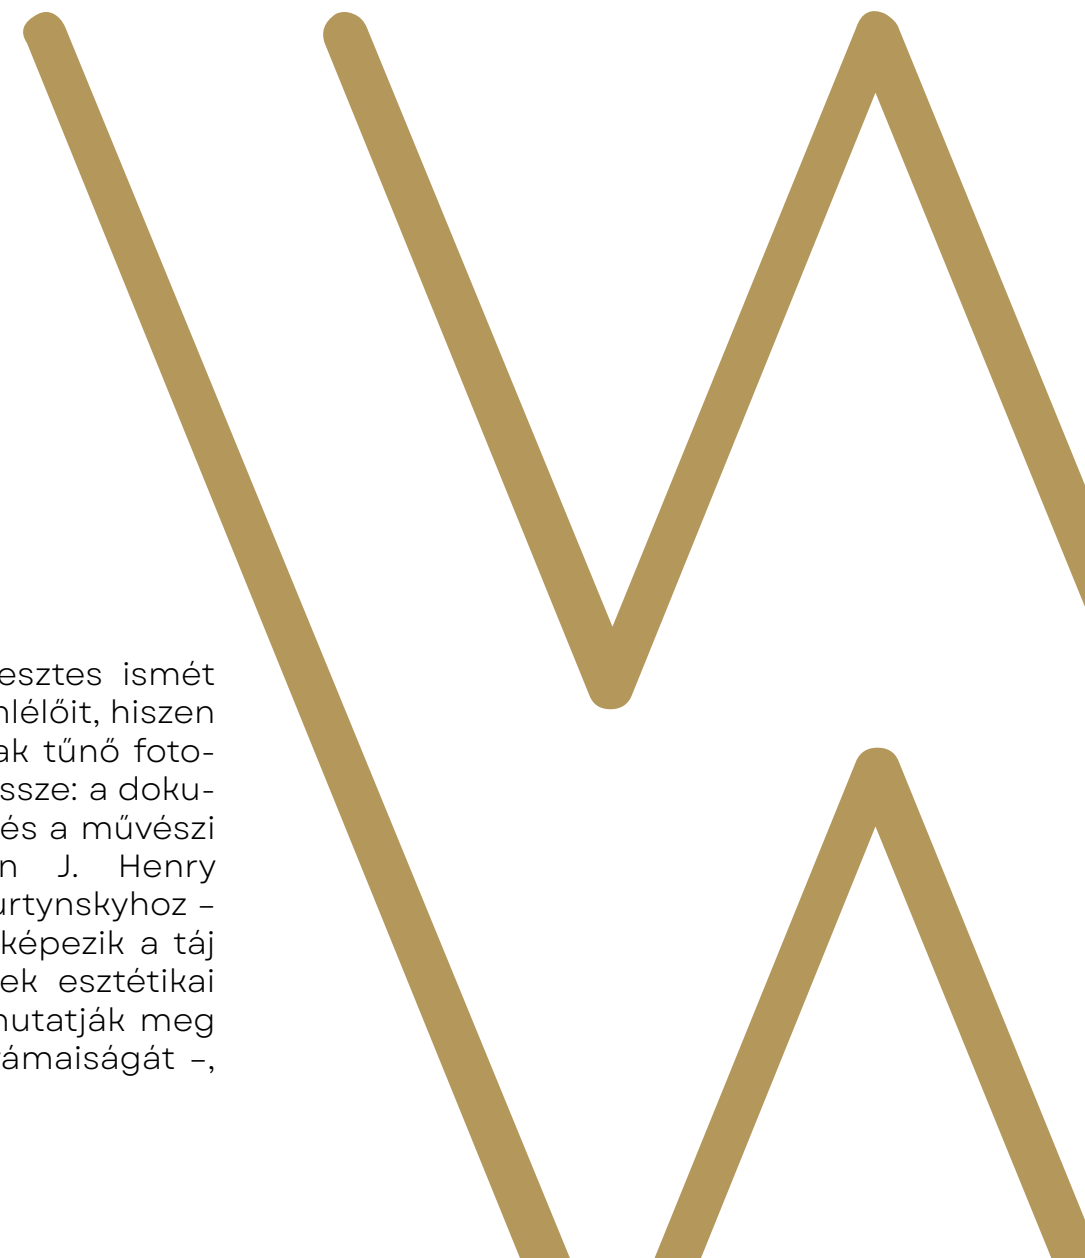 esztes ismét
nlélőit, hiszen
ak tűnő foto-
ssze: a doku-
és a művészi
n J. Henry
urtynskyhoz –
képezik a táj
ek esztétikai
nutatják meg
ámaiságát –,